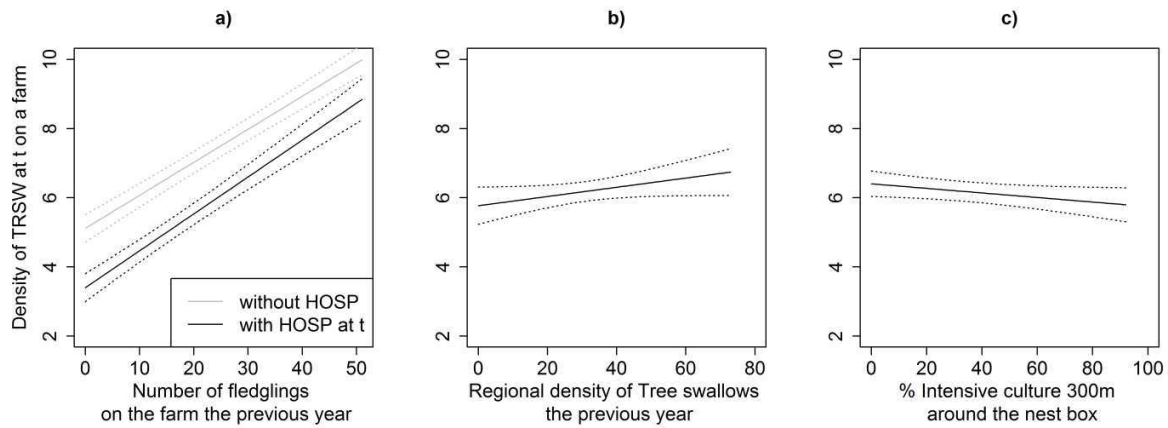 a)
b)
c)
Density of TRSW at t on a farm
10
8
6
4
2
without HOSP
with HOSP at t
0 10 20 30 40 50
Number of fledglings
on the farm the previous year
10
8
6
4
2
0 20 40 60 80
Regional density of Tree swallows
the previous year
10
8
6
4
2
0 20 40 60 80 100
% Intensive culture 300m
around the nest box